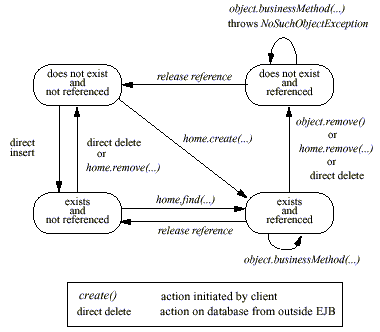 object.businessMethod(...)
throws NoSuchObjectException
does not exist
and
not referenced
release reference
does not exist
and
referenced
direct
insert
direct delete
or
home.remove(...)
home.create(...)
object.remove()
or
home.remove(...)
or
direct delete
exists
and
not referenced
home.find(...)
release reference
exists
and
referenced
object.businessMethod(...)
create() action initiated by client
direct delete action on database from outside EJB